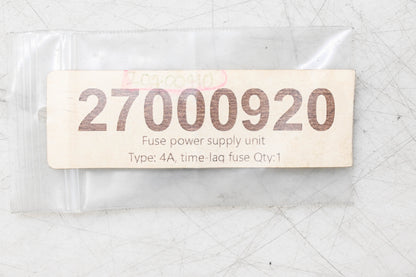 27000920
Fuse power supply unit
Type: 4A, time-lag fuse Qty:1